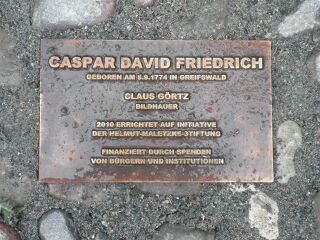 CASPAR DAVID FRIEDRICH
GEBOREN AM 5.9.1774 IN GREIFSWALD
CLAUS GÖRTZ
BILDHAUER
2010 ERRICHTET AUF INITIATIVE
DER HELMUT-MALETZKE-STIFTUNG
FINANZIERT DURCH SPENDEN
VON BÜRGERN UND INSTITUTIONEN